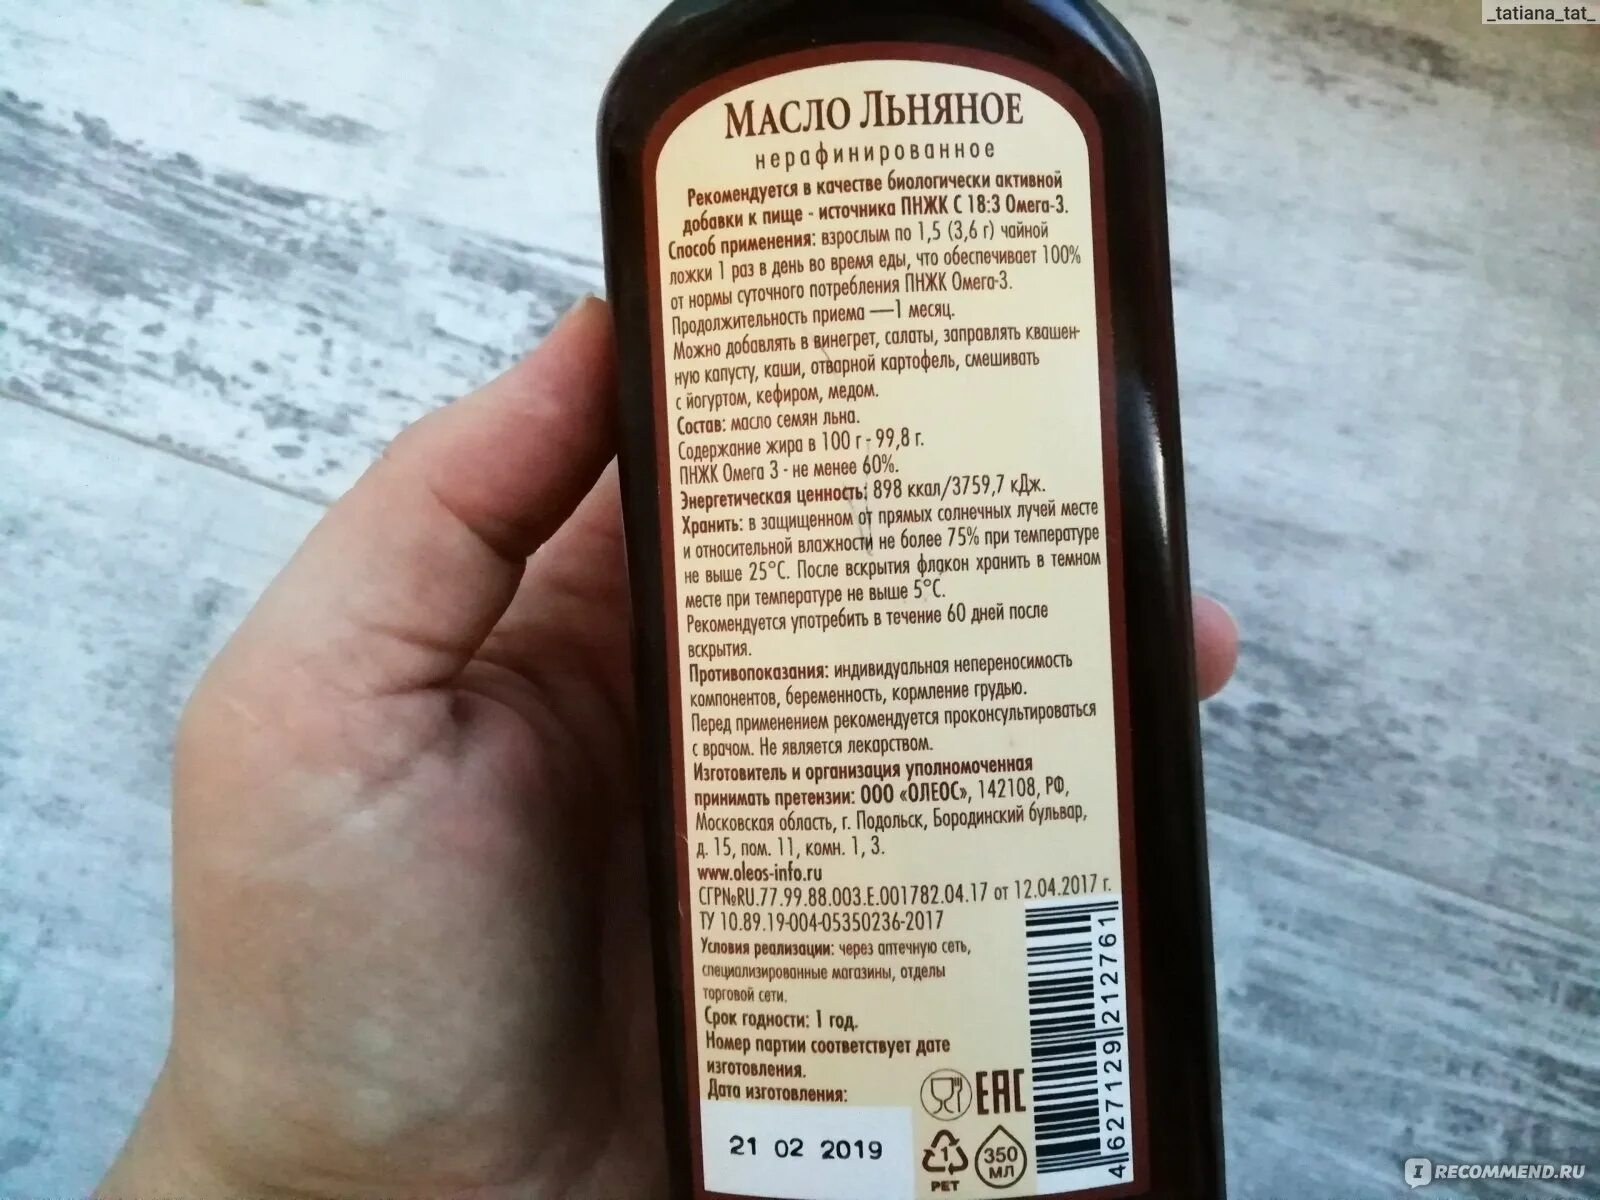 _tatiana_tat_
Масло Льняное
нерафинированное
Рекомендуется в качестве биологически активной
добавки к пище - источника ПНЖК С 18:3 Омега-3.
Способ применения: взрослым по 1,5 (3,6 г) чайной
ложки 1 раз в день во время еды, что обеспечивает 100%
от нормы суточного потребления ПНЖК Омега-3.
Продолжительность приема —1 месяц.
Можно добавлять в винегрет, салаты, заправлять квашен-
ную капусту, каши, отварной картофель, смешивать
с йогуртом, кефиром, медом.
Состав: масло семян льна.
Содержание жира в 100 г - 99,8 г.
ПНЖК Омега 3 - не менее 60%.
Энергетическая ценность: 898 ккал/3759,7 кДж.
Хранить: в защищенном от прямых солнечных лучей месте
и относительной влажности не более 75% при температуре
не выше 25°С. После вскрытия флакон хранить в темном
месте при температуре не выше 5°С.
Рекомендуется употребить в течение 60 дней после
вскрытия.
Противопоказания: индивидуальная непереносимость
компонентов, беременность, кормление грудью.
Перед применением рекомендуется проконсультироваться
с врачом. Не является лекарством.
Изготовитель и организация уполномоченная
принимать претензии: ООО «ОЛЕОС», 142108, РФ,
Московская область, г. Подольск, Бородинский бульвар,
д. 15, пом. 11, комн. 1, 3.
www.oleos-info.ru
СГР№RU.77.99.88.003.Е.001782.04.17 от 12.04.2017 г.
ТУ 10.89.19-004-05350236-2017
Условия реализации: через аптечную сеть,
специализированные магазины, отделы
торговой сети.
Срок годности: 1 год.
Номер партии соответствует дате
изготовления.
Дата изготовления:
21 02 2019
EAC
1
PET
350
МЛ
4627129212761
IRECOMMEND.RU